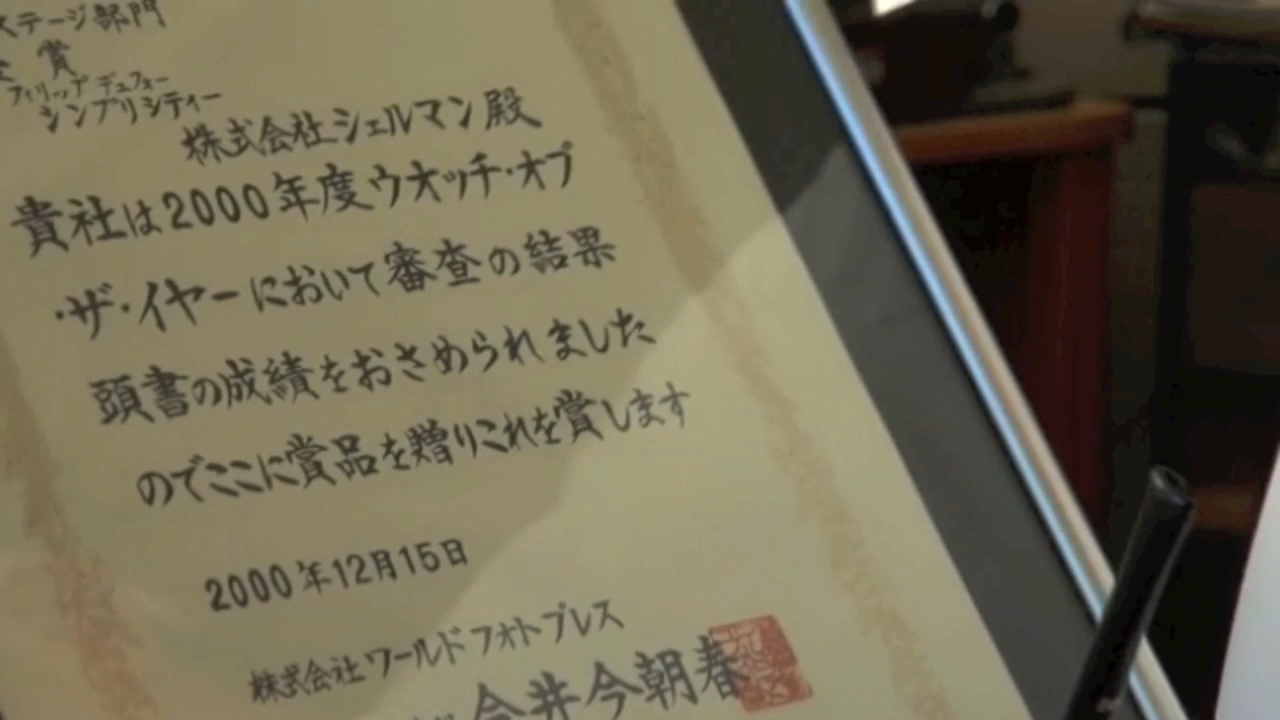 ステージ部門
賞
フィリップ デュフォー
シンプリシティー
株式会社シェルマン殿
貴社は2000年度ウオッチ・オブ
・ザ・イヤーにおいて審査の結果
頭書の成績をおさめられました
のでここに賞品を贈りこれを賞します
2000年12月15日
株式会社ワールドフォトプレス
今井今朝春